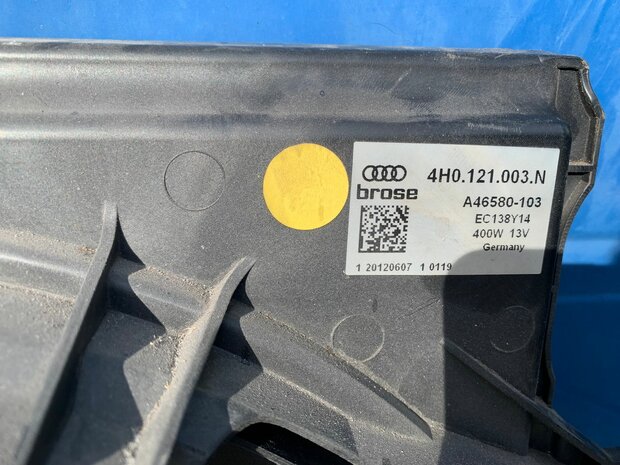 4H0.121.003.N
brose
A46580-103
EC138Y14
400W 13V
Germany
1 20120607 1 0119